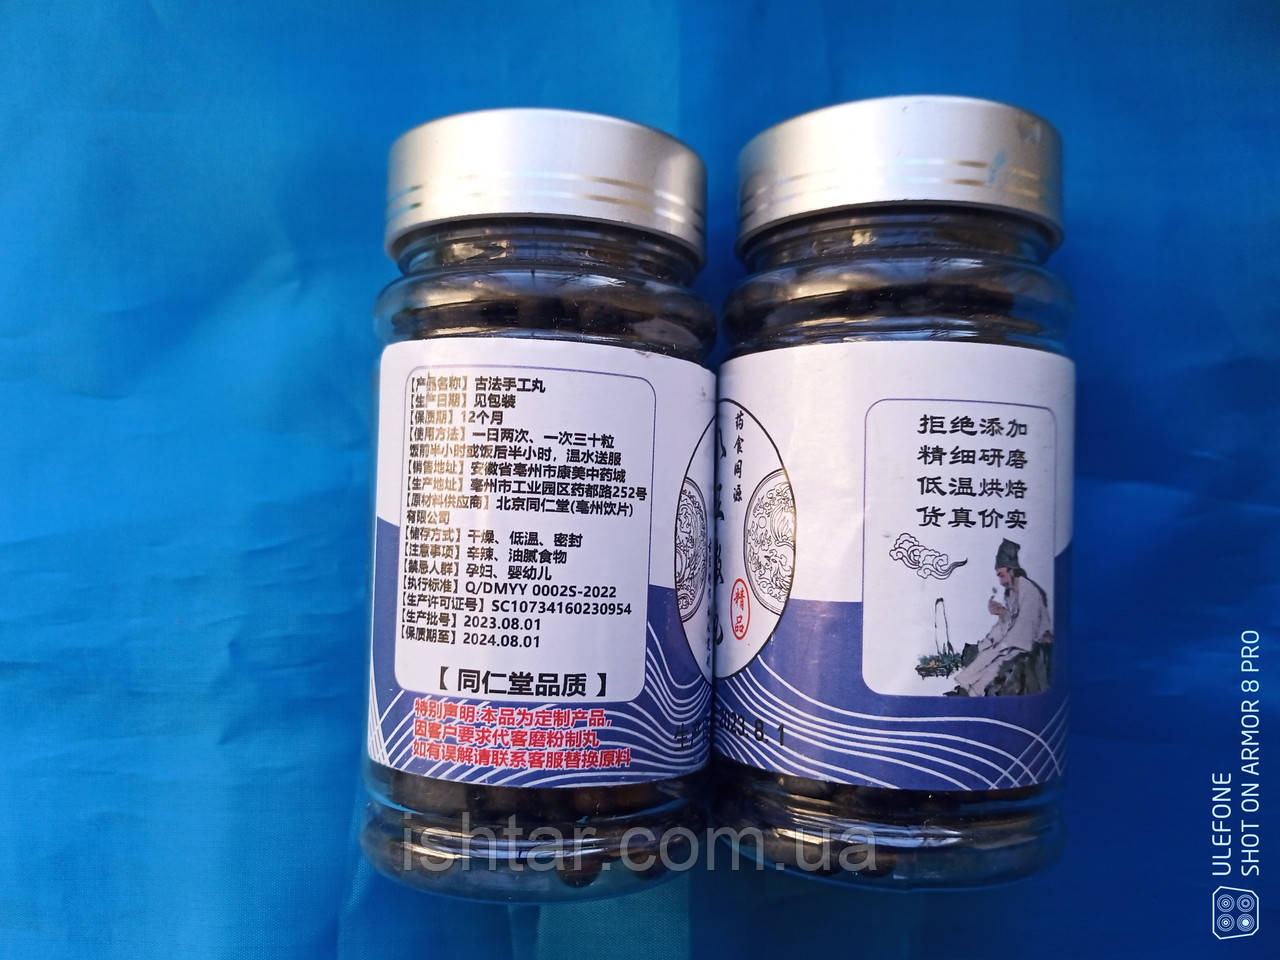 【产品名称】古法手工丸
【生产日期】见包装
【保质期】12个月
【使用方法】一日两次、一次三十粒
饭前半小时或饭后半小时，温水送服
【销售地址】安徽省亳州市康美中药城
【生产地址】亳州市工业园区药都路252号
【原材料供应商】北京同仁堂(亳州饮片)
有限公司
【储存方式】干燥、低温、密封
【注意事项】辛辣、油腻食物
【禁忌人群】孕妇、婴幼儿
【执行标准】Q/DMYY 0002S-2022
【生产许可证号】SC10734160230954
【生产批号】2023.08.01
【保质期至】2024.08.01
【同仁堂品质】
特别声明:本品为定制产品,
因客户要求代客磨粉制丸
如有误解请联系客服替换原料
药食同源
精品
拒绝添加
精细研磨
低温烘焙
货真价实
023.8.1
ishtar.com.ua
ULEFONE
SHOT ON ARMOR 8 PRO